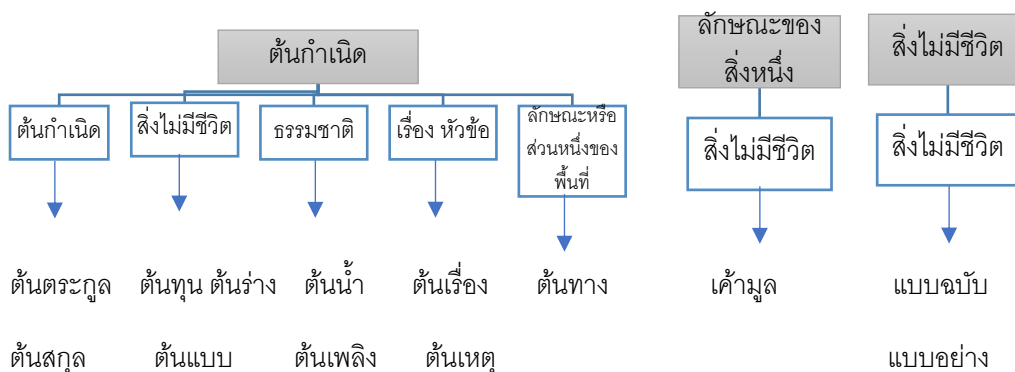 ต้นกำเนิด
ลักษณะของ
สิ่งหนึ่ง
สิ่งไม่มีชีวิต
ต้นกำเนิด
สิ่งไม่มีชีวิต
ธรรมชาติ
เรื่อง หัวข้อ
ลักษณะหรือ
ส่วนหนึ่งของ
พื้นที่
สิ่งไม่มีชีวิต
สิ่งไม่มีชีวิต
ต้นตระกูล ต้นทุน ต้นร่าง ต้นน้ำ ต้นเรื่อง ต้นทาง เค้ามูล แบบฉบับ
ต้นสกุล ต้นแบบ ต้นเพลิง ต้นเหตุ แบบอย่าง